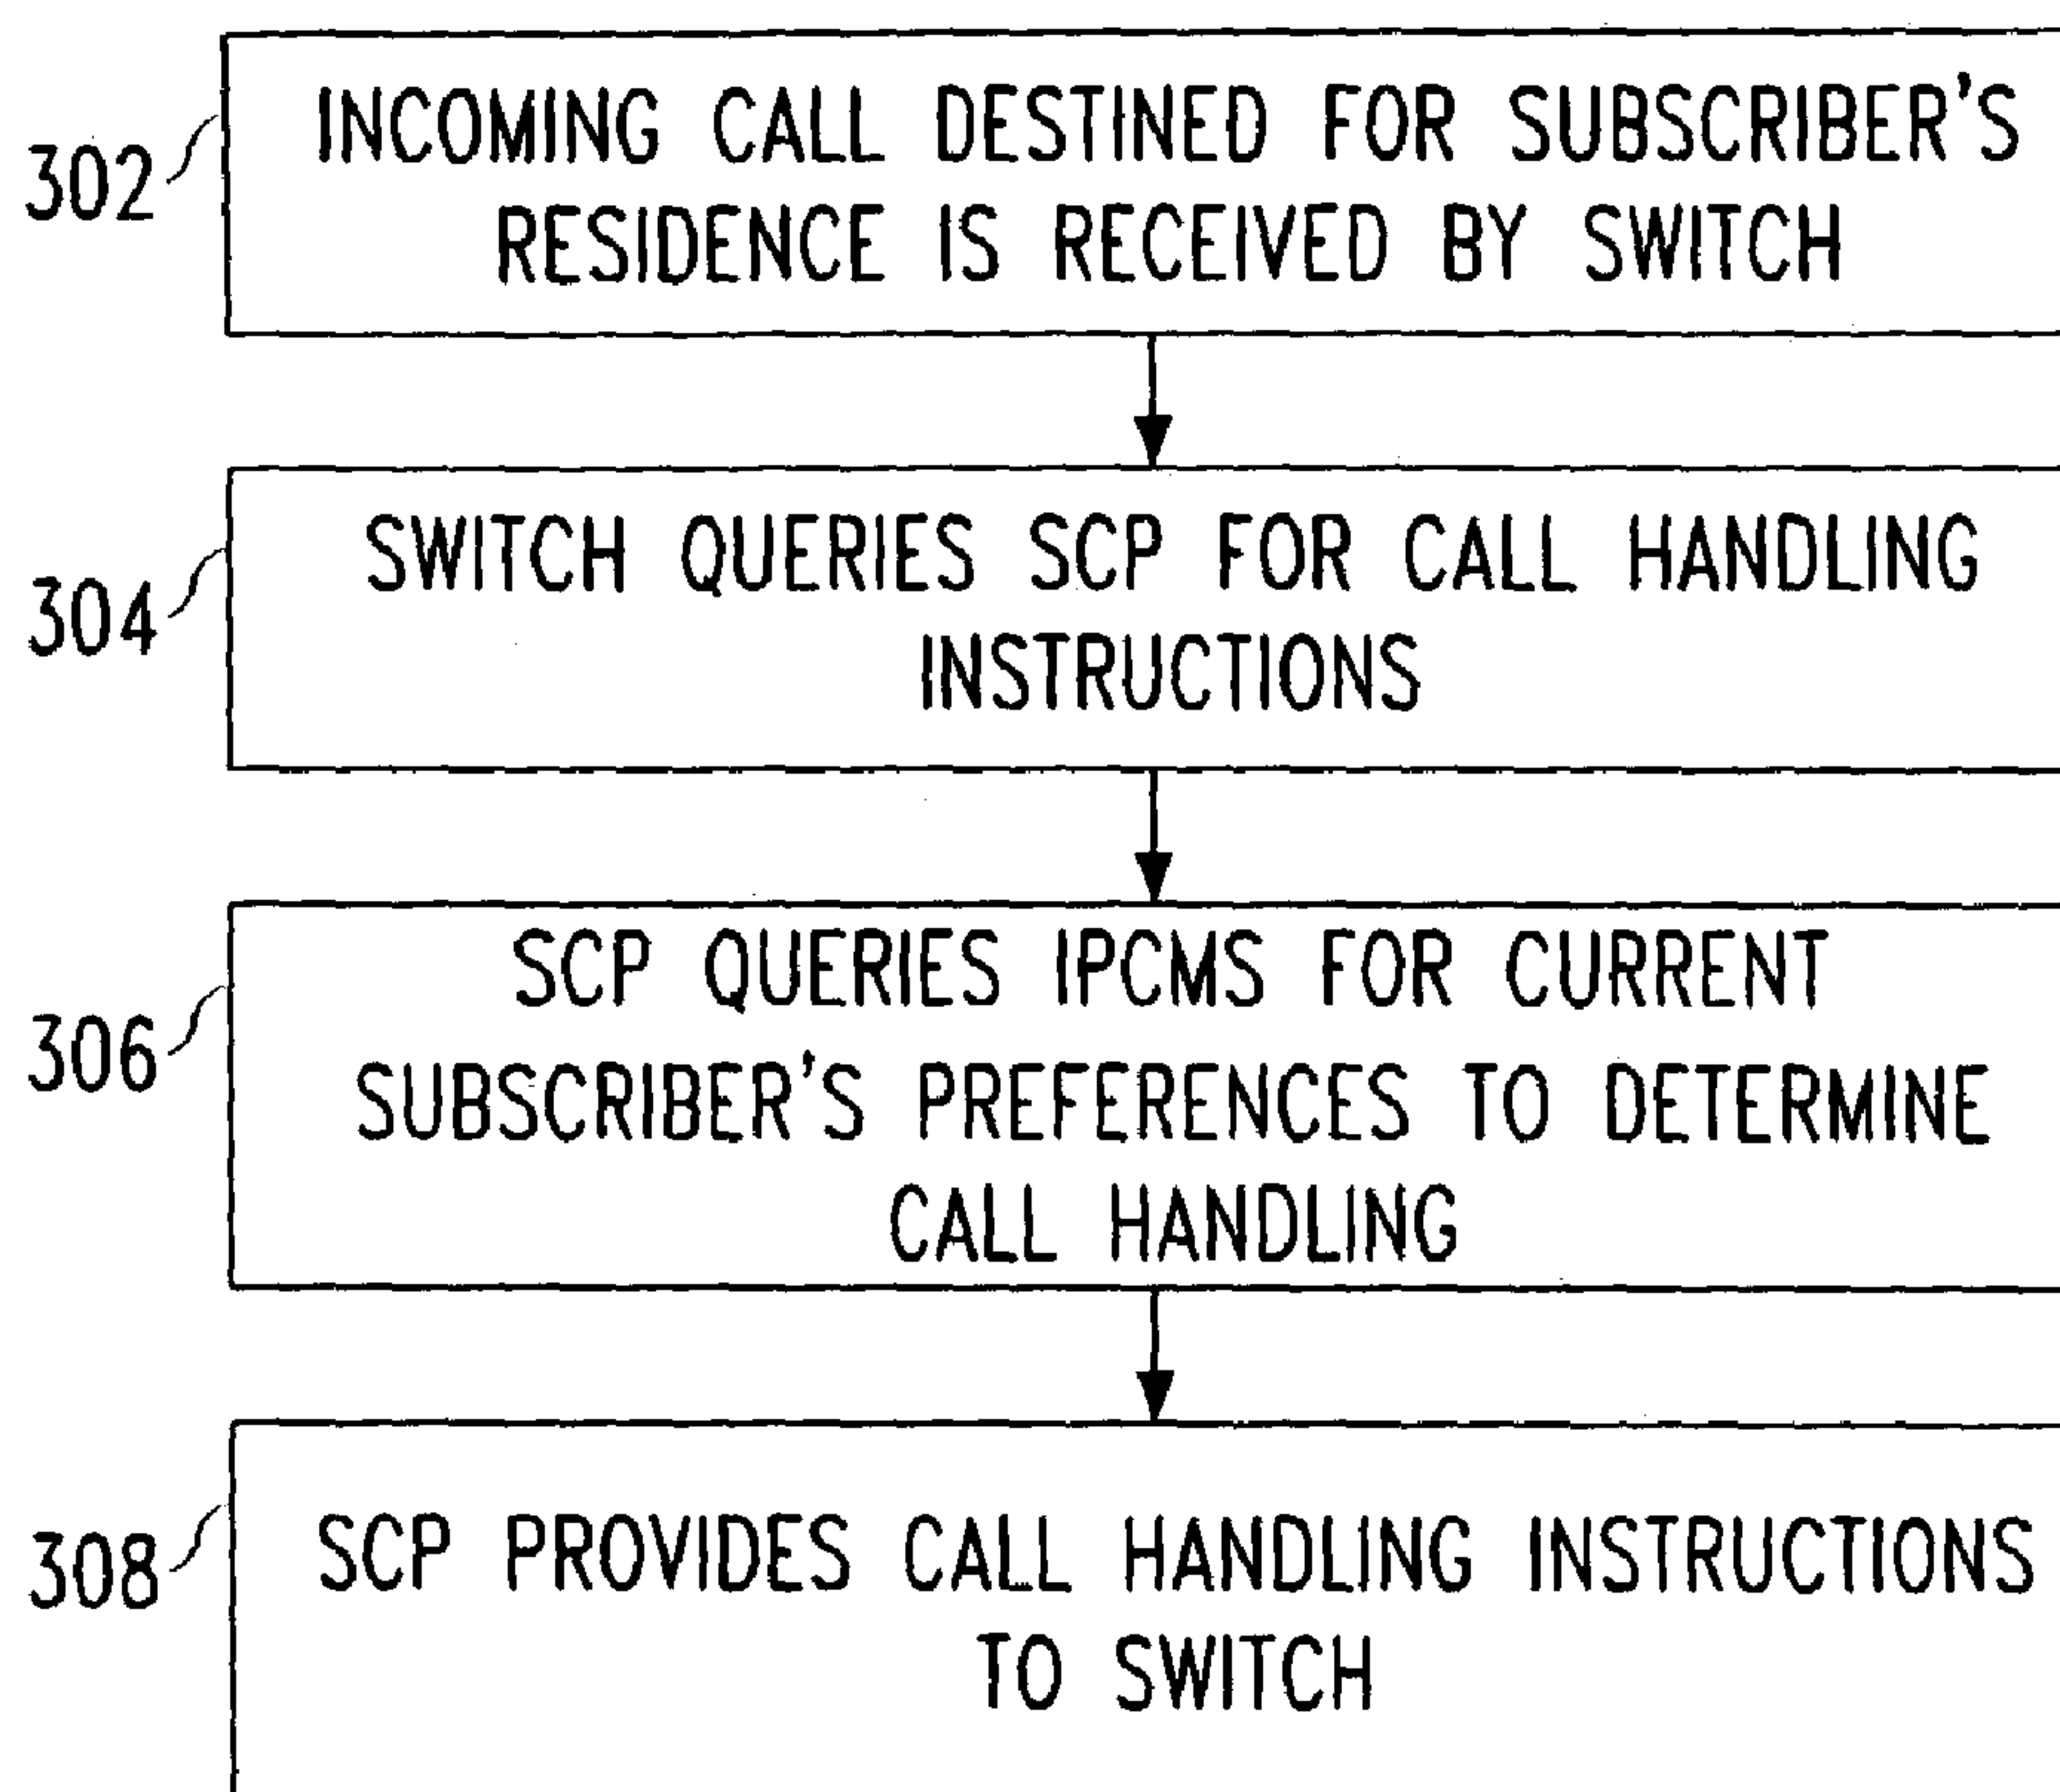 302
INCOMING CALL DESTINED FOR SUBSCRIBER'S
RESIDENCE IS RECEIVED BY SWITCH
304
SWITCH QUERIES SCP FOR CALL HANDLING
INSTRUCTIONS
306
SCP QUERIES IPCMS FOR CURRENT
SUBSCRIBER'S PREFERENCES TO DETERMINE
CALL HANDLING
308
SCP PROVIDES CALL HANDLING INSTRUCTIONS
TO SWITCH